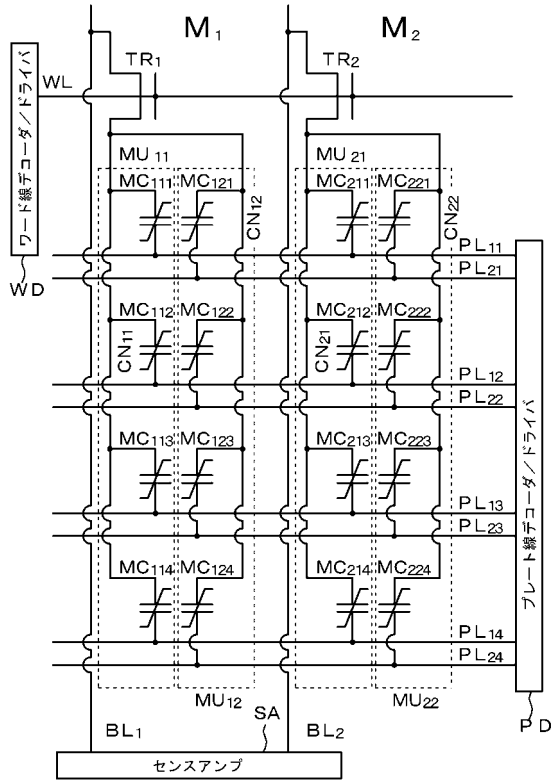 M1 M2
TR1 TR2
WL
ワード線デコーダ/ドライバ
WD
MU11 MU21
MC111 MC121 MC211 MC221
CN12 CN22
PL11
PL21
MC112 MC122 MC212 MC222
CN11 CN21
PL12
PL22
MC113 MC123 MC213 MC223
PL13
PL23
MC114 MC124 MC214 MC224
PL14
PL24
プレート線デコーダ/ドライバ
PD
MU12 MU22
BL1 SA BL2
センスアンプ